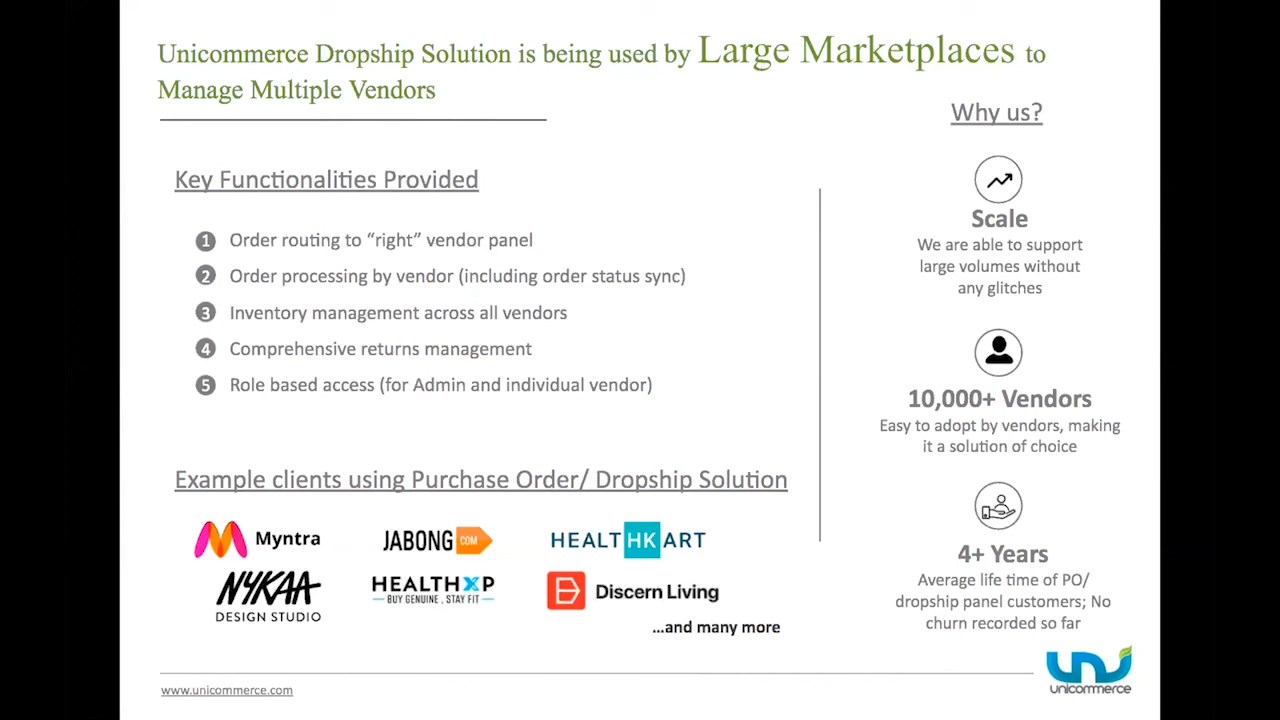 Unicommerce Dropship Solution is being used by Large Marketplaces to
Manage Multiple Vendors
Key Functionalities Provided
1 Order routing to “right” vendor panel
2 Order processing by vendor (including order status sync)
3 Inventory management across all vendors
4 Comprehensive returns management
5 Role based access (for Admin and individual vendor)
Example clients using Purchase Order/ Dropship Solution
Myntra
JABONG COM
HEALTHKART
NYKAA
DESIGN STUDIO
HEALTHXP
BUY GENUINE , STAY FIT
Discern Living
...and many more
Why us?
Scale
We are able to support
large volumes without
any glitches
10,000+ Vendors
Easy to adopt by vendors, making
it a solution of choice
4+ Years
Average life time of PO/
dropship panel customers; No
churn recorded so far
www.unicommerce.com
unicommerce